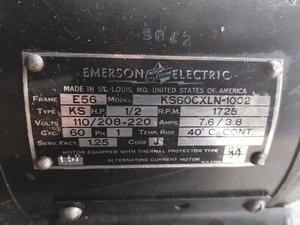 EMERSON ELECTRIC
MADE IN ST. LOUIS, MO. UNITED STATES OF AMERICA
FRAME E56 MODEL KS60CXLN-1002
TYPE KS H.P. 1/2 R.P.M. 1725
VOLTS 110/208-220 AMPS. 7.6/3.8
CYC. 60 PH. 1 TEMP. RISE 40° C. CONT.
SERV. FACT. 1.25 CODE J
MOTOR EQUIPPED WITH THERMAL PROTECTOR TYPE
ALTERNATING CURRENT MOTOR